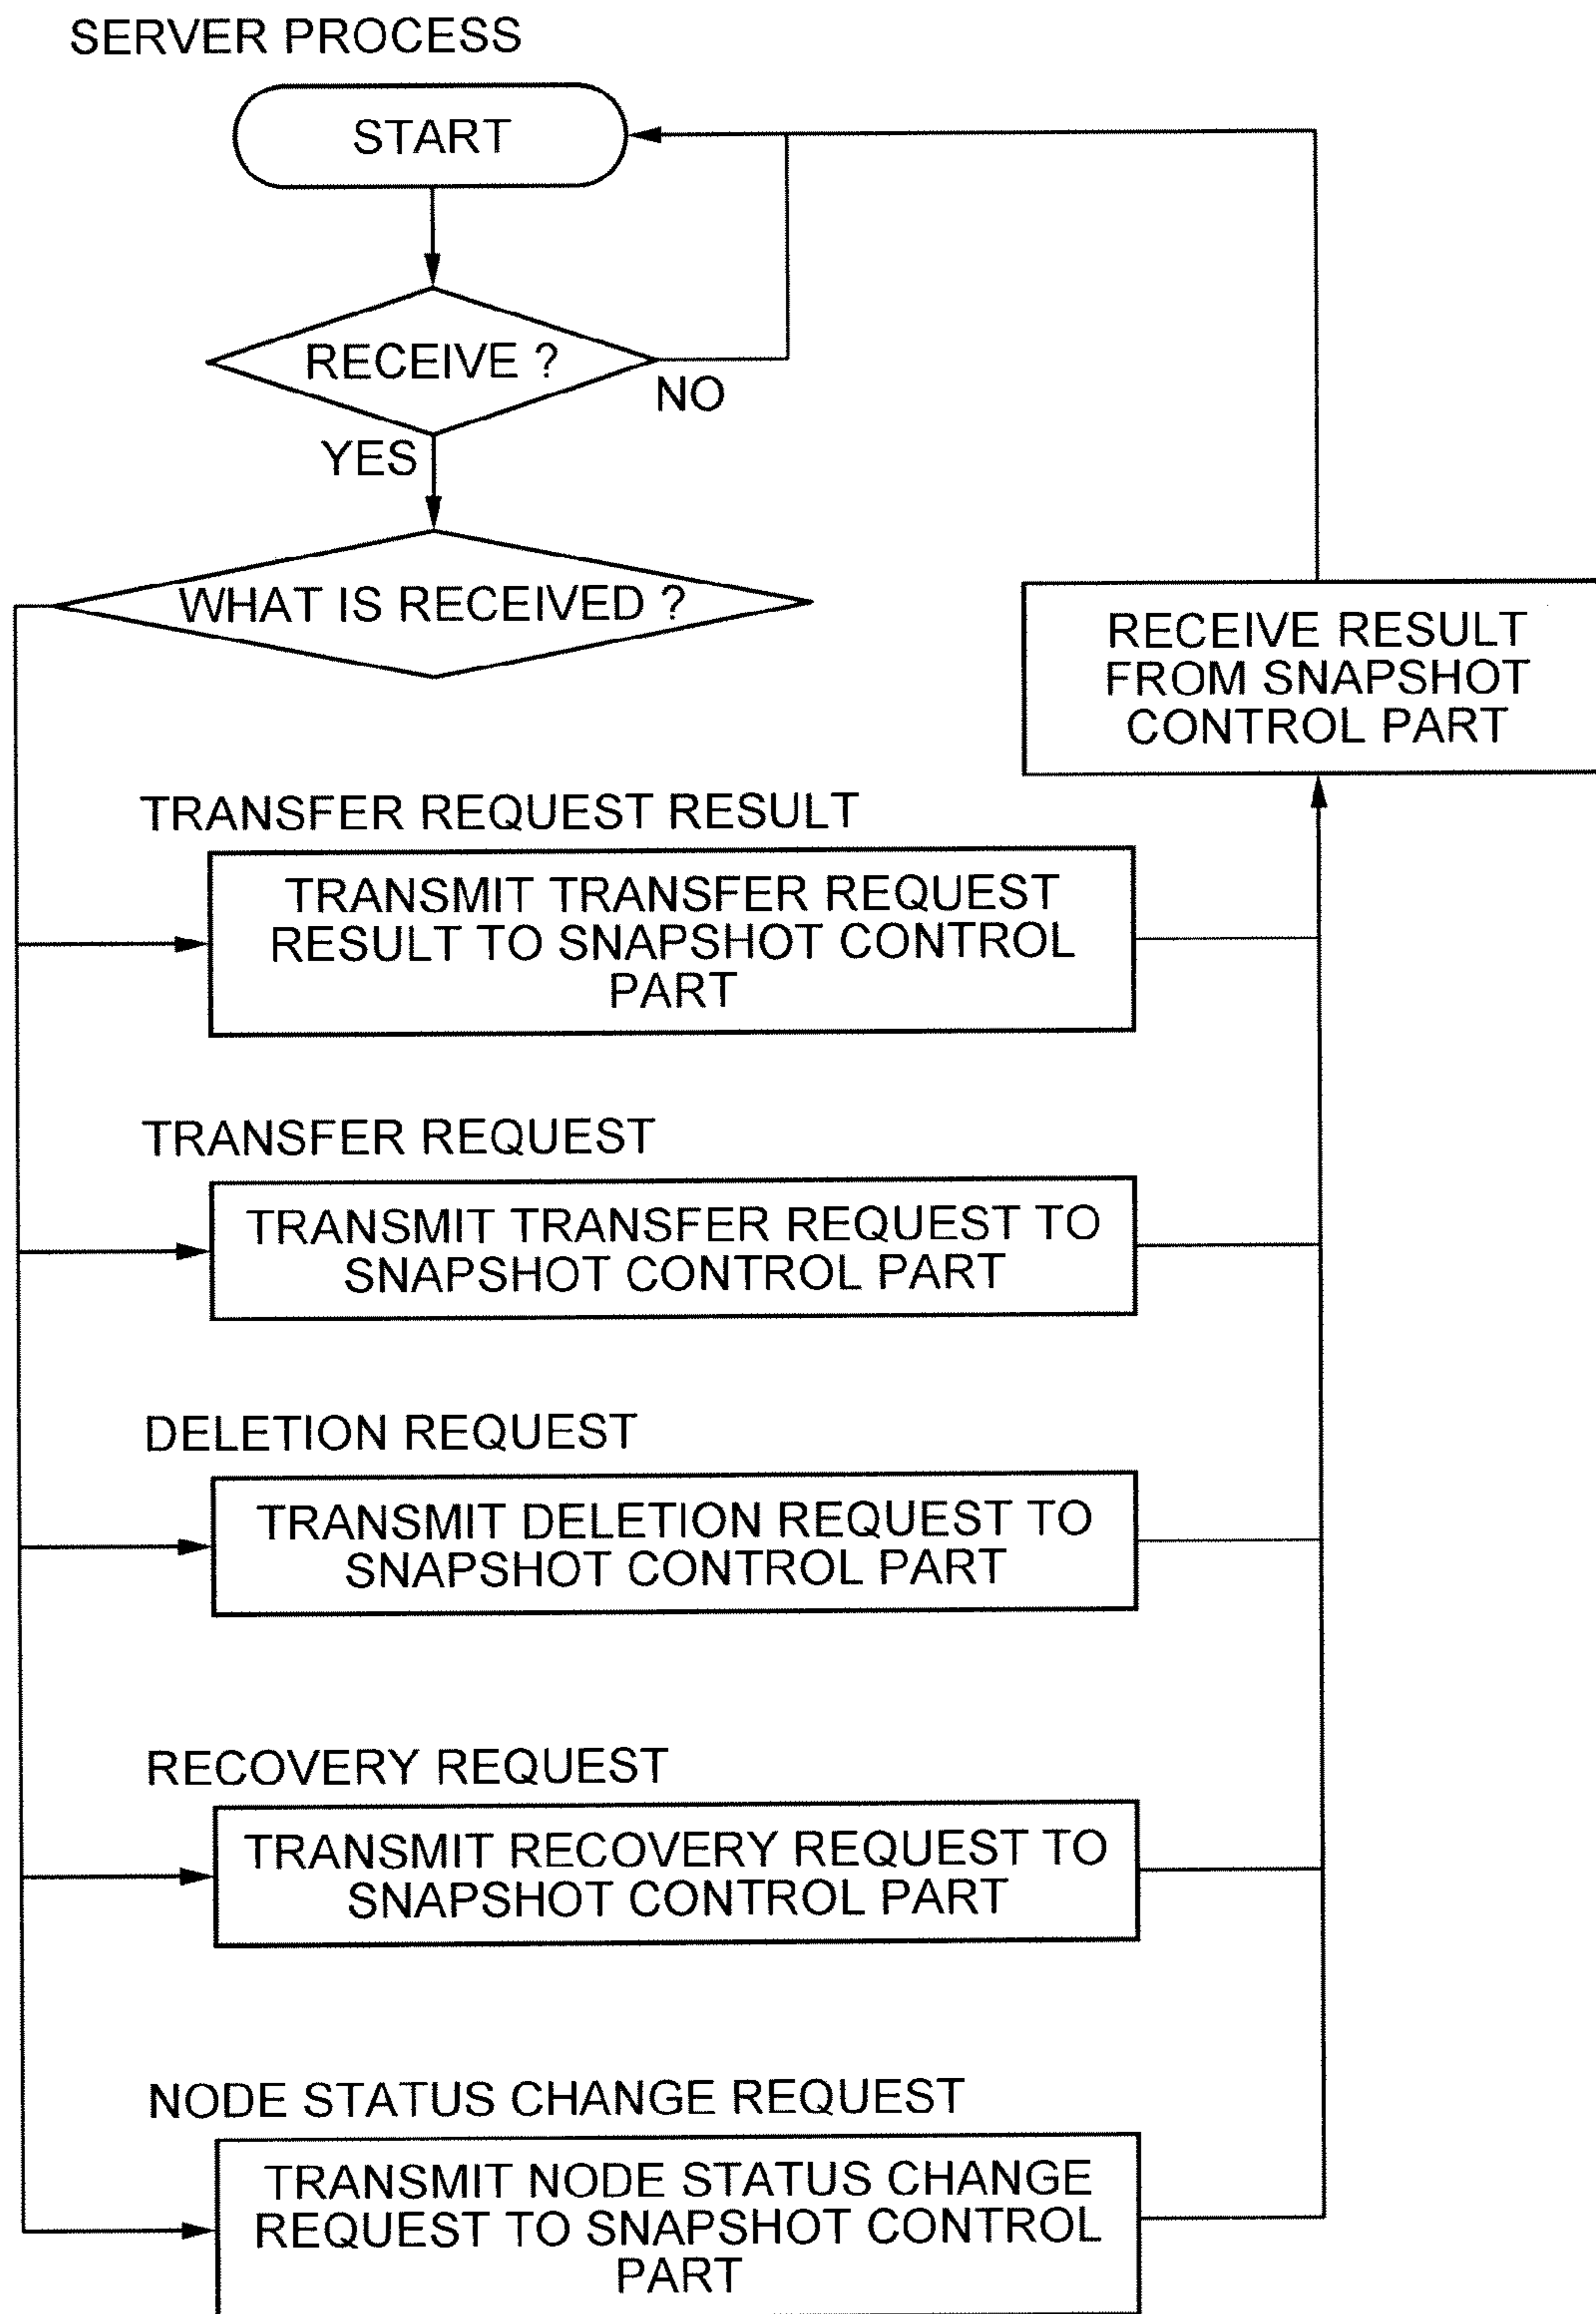 SERVER PROCESS
START
RECEIVE ?
NO
YES
WHAT IS RECEIVED ?
RECEIVE RESULT
FROM SNAPSHOT
CONTROL PART
TRANSFER REQUEST RESULT
TRANSMIT TRANSFER REQUEST
RESULT TO SNAPSHOT CONTROL
PART
TRANSFER REQUEST
TRANSMIT TRANSFER REQUEST TO
SNAPSHOT CONTROL PART
DELETION REQUEST
TRANSMIT DELETION REQUEST TO
SNAPSHOT CONTROL PART
RECOVERY REQUEST
TRANSMIT RECOVERY REQUEST TO
SNAPSHOT CONTROL PART
NODE STATUS CHANGE REQUEST
TRANSMIT NODE STATUS CHANGE
REQUEST TO SNAPSHOT CONTROL
PART